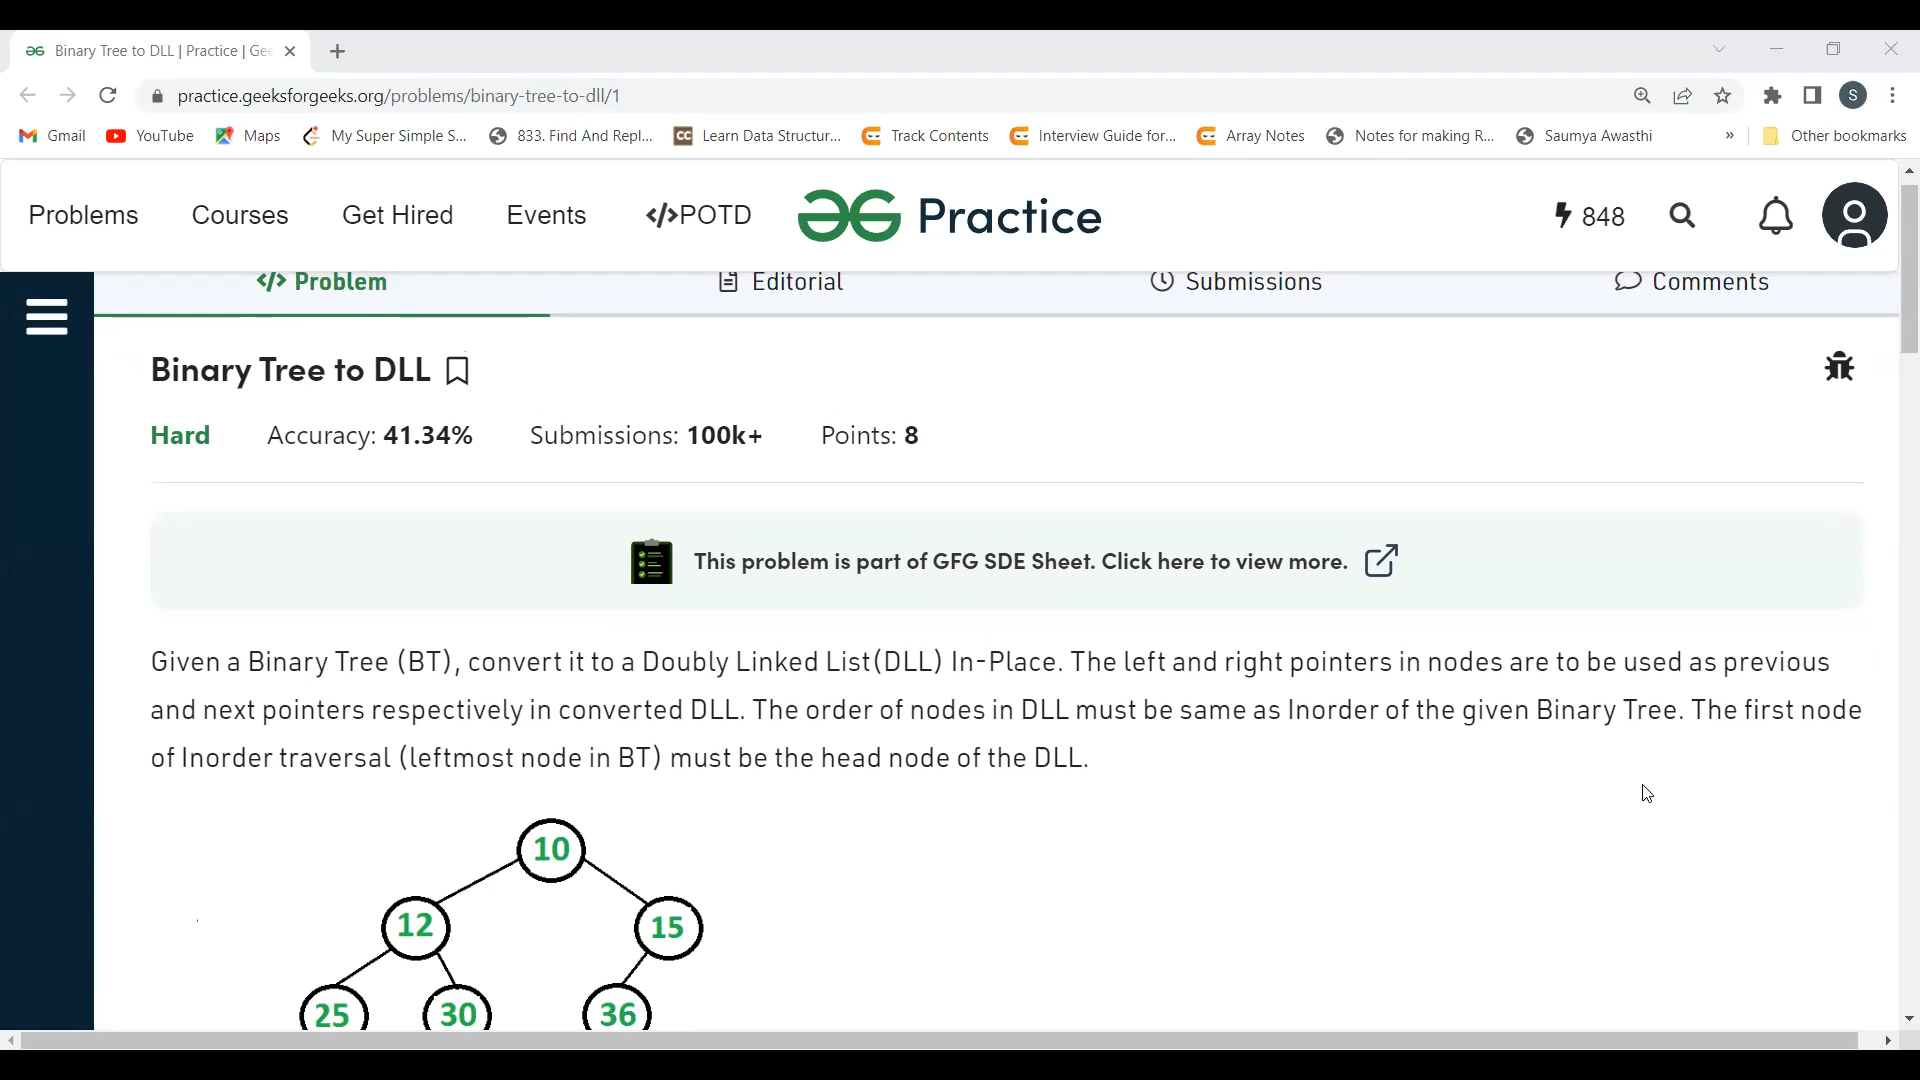 Binary Tree to DLL | Practice | Gee
practice.geeksforgeeks.org/problems/binary-tree-to-dll/1
S
Gmail YouTube Maps My Super Simple S... 833. Find And Repl... Learn Data Structur... Track Contents Interview Guide for... Array Notes Notes for making R... Saumya Awasthi » Other bookmarks
Problems Courses Get Hired Events </>POTD Practice 848
</> Problem Editorial Submissions Comments
Binary Tree to DLL
Hard Accuracy: 41.34% Submissions: 100k+ Points: 8
This problem is part of GFG SDE Sheet. Click here to view more.
Given a Binary Tree (BT), convert it to a Doubly Linked List(DLL) In-Place. The left and right pointers in nodes are to be used as previous
and next pointers respectively in converted DLL. The order of nodes in DLL must be same as Inorder of the given Binary Tree. The first node
of Inorder traversal (leftmost node in BT) must be the head node of the DLL.
10
12 15
25 30 36